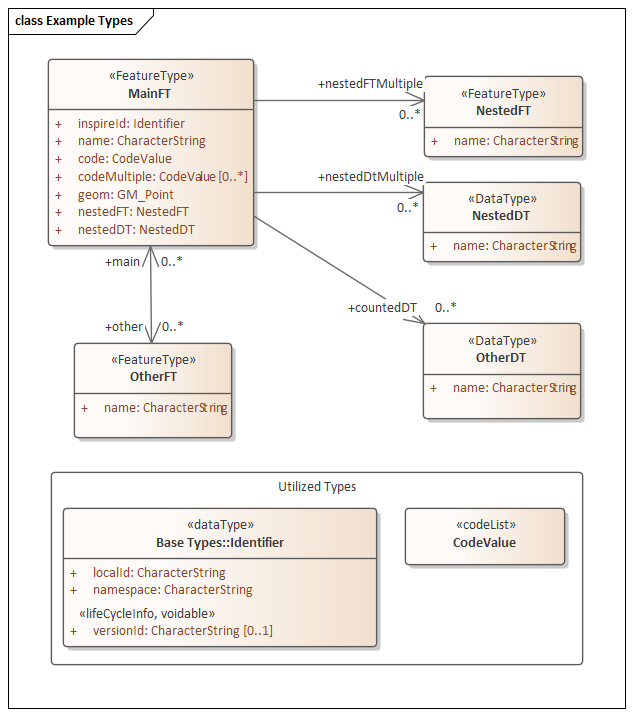 class Example Types
«FeatureType»
MainFT
+ inspireId: Identifier
+ name: CharacterString
+ code: CodeValue
+ codeMultiple: CodeValue [0..*]
+ geom: GM_Point
+ nestedFT: NestedFT
+ nestedDT: NestedDT
+nestedFTMultiple
0..*
«FeatureType»
NestedFT
+ name: CharacterString
+nestedDtMultiple
0..*
«DataType»
NestedDT
+ name: CharacterString
+main 0..*
+countedDT 0..*
+other 0..*
«DataType»
OtherDT
+ name: CharacterString
«FeatureType»
OtherFT
+ name: CharacterString
Utilized Types
«dataType»
Base Types::Identifier
+ localId: CharacterString
+ namespace: CharacterString
«lifeCycleInfo, voidable»
+ versionId: CharacterString [0..1]
«codeList»
CodeValue